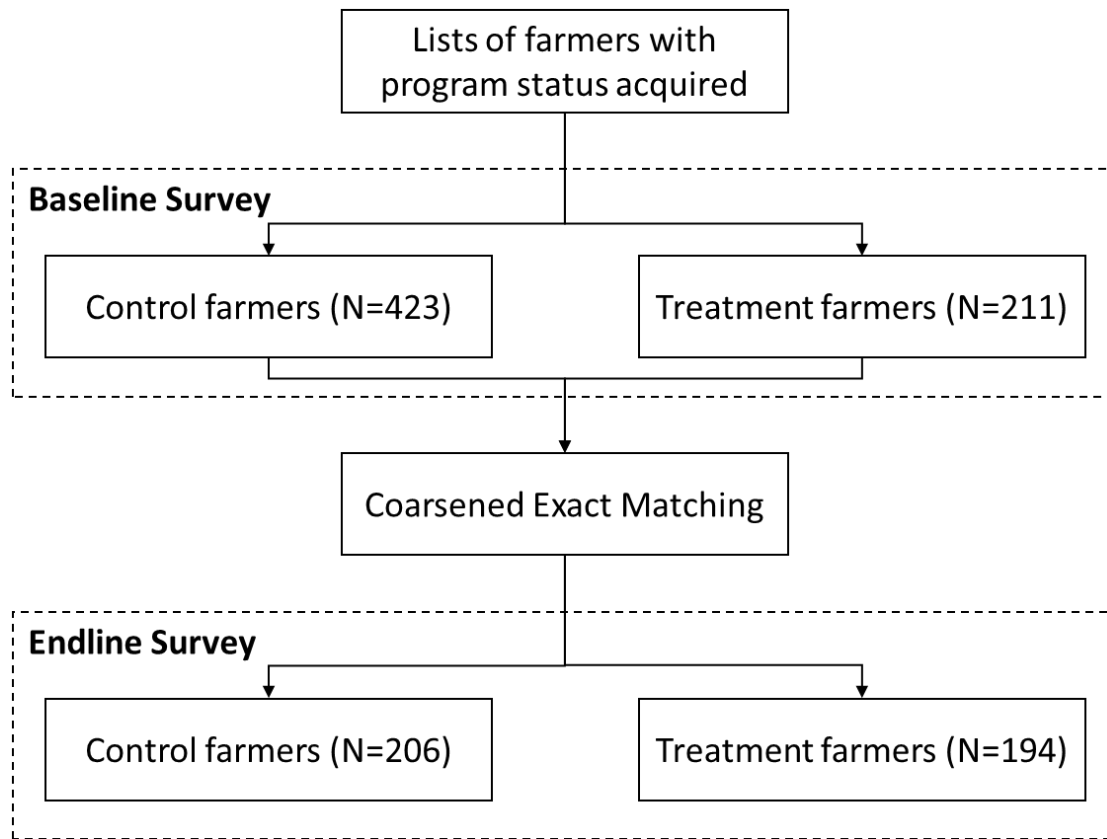 Lists of farmers with
program status acquired
Baseline Survey
Control farmers (N=423)
Treatment farmers (N=211)
Coarsened Exact Matching
Endline Survey
Control farmers (N=206)
Treatment farmers (N=194)